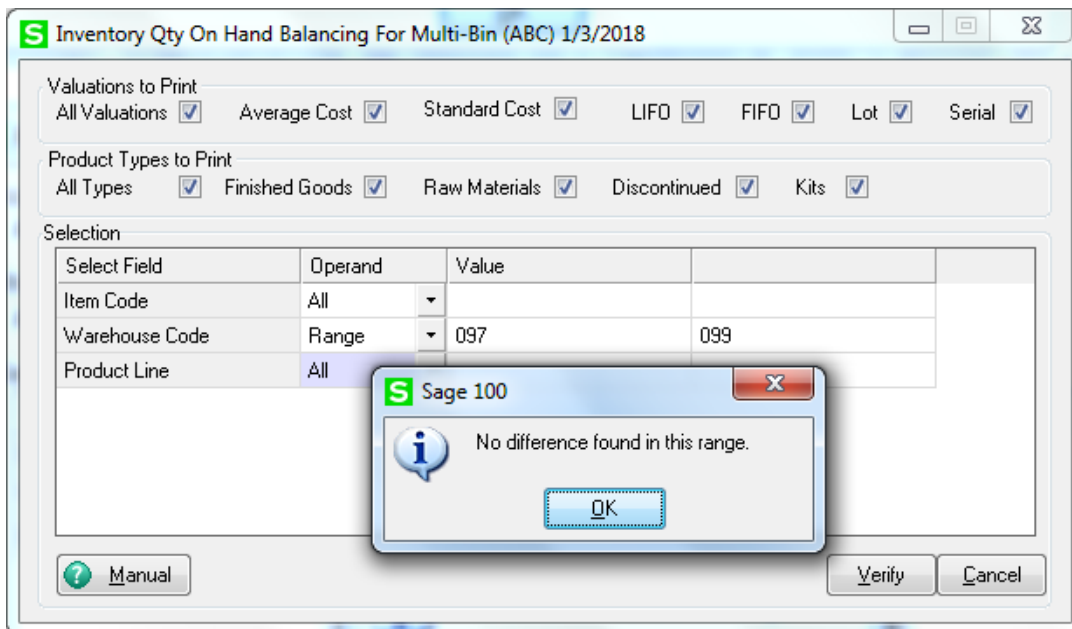 S Inventory Qty On Hand Balancing For Multi-Bin (ABC) 1/3/2018
Valuations to Print
All Valuations Average Cost Standard Cost LIFO FIFO Lot Serial
Product Types to Print
All Types Finished Goods Raw Materials Discontinued Kits
Selection
Select Field Operand Value
Item Code All
Warehouse Code Range 097 099
Product Line All
S Sage 100
No difference found in this range.
OK
? Manual Verify Cancel